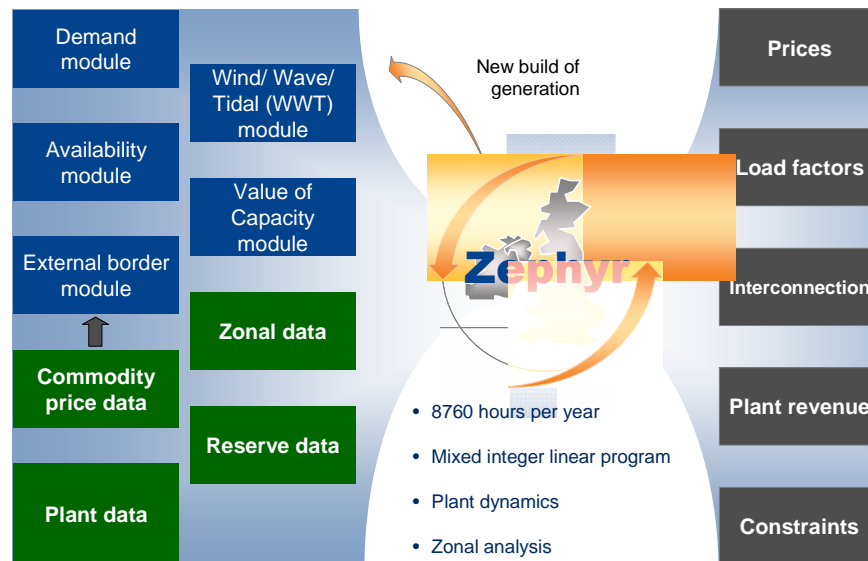 Demand
module
Availability
module
External border
module
Commodity
price data
Plant data
Wind/ Wave/
Tidal (WWT)
module
Value of
Capacity
module
Zonal data
Reserve data
New build of
generation
Zephyr
• 8760 hours per year
• Mixed integer linear program
• Plant dynamics
• Zonal analysis
Prices
Load factors
Interconnection
Plant revenue
Constraints